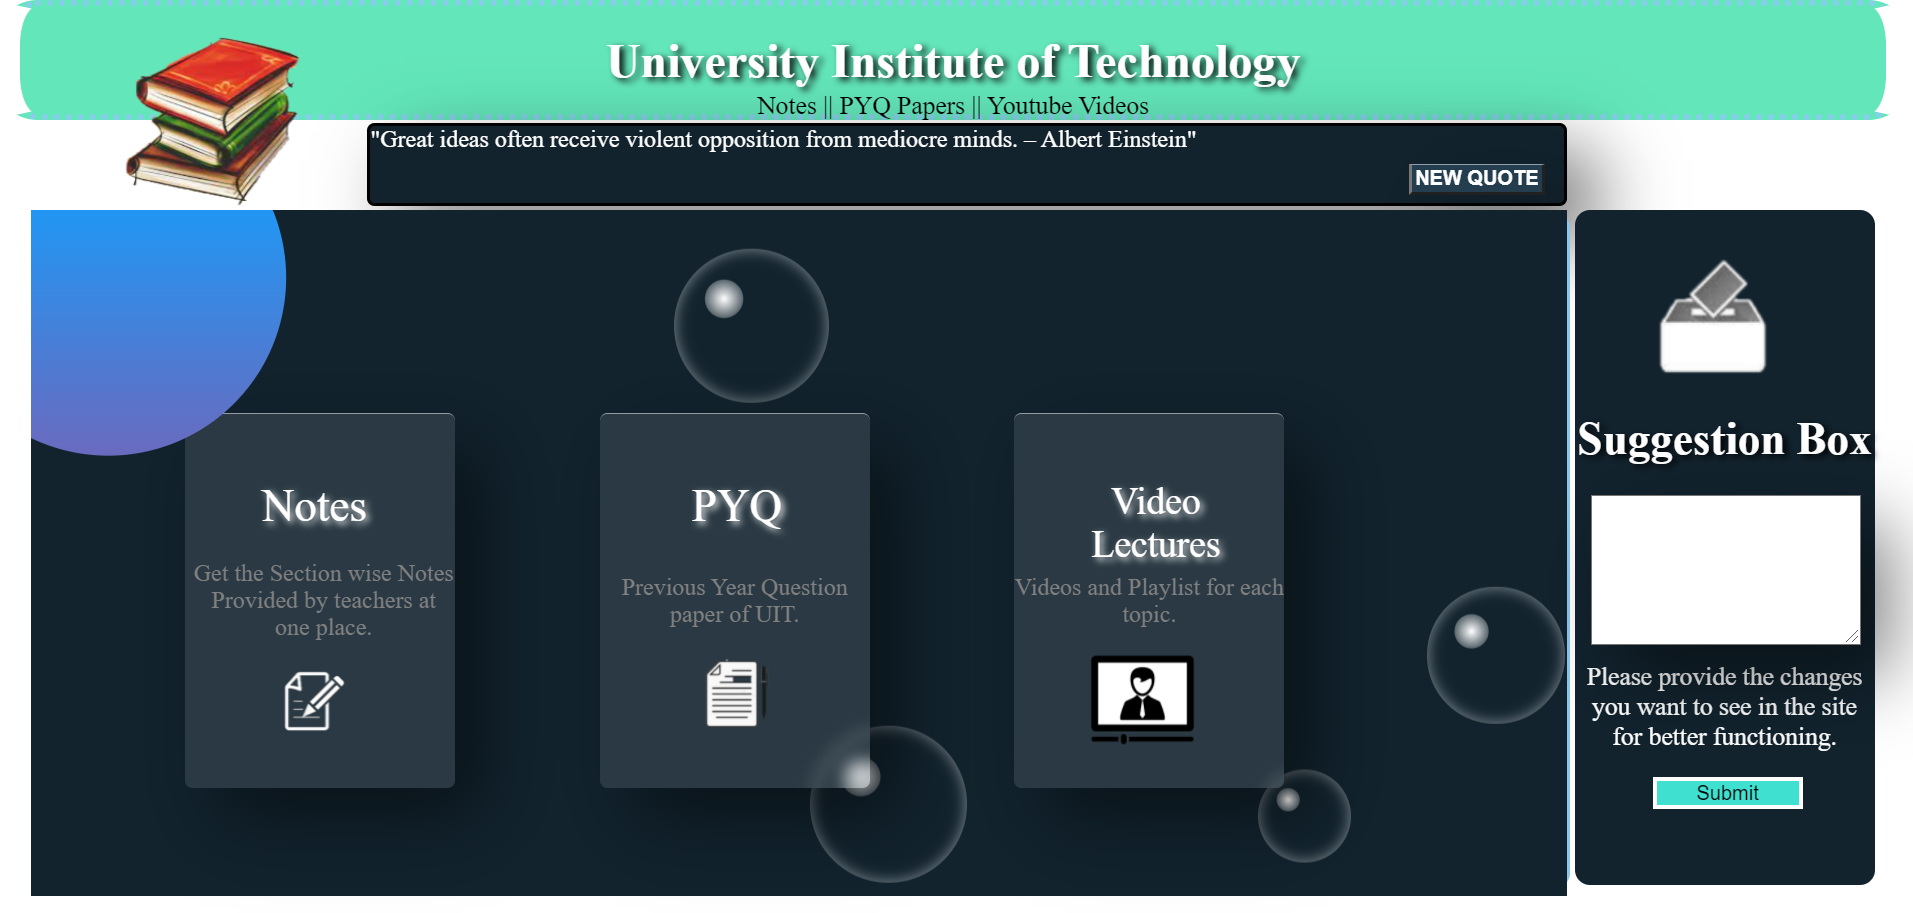 University Institute of Technology
Notes || PYQ Papers || Youtube Videos
"Great ideas often receive violent opposition from mediocre minds. – Albert Einstein"
NEW QUOTE
Notes
Get the Section wise Notes
Provided by teachers at
one place.
PYQ
Previous Year Question
paper of UIT.
Video
Lectures
Videos and Playlist for each
topic.
Suggestion Box
Please provide the changes
you want to see in the site
for better functioning.
Submit